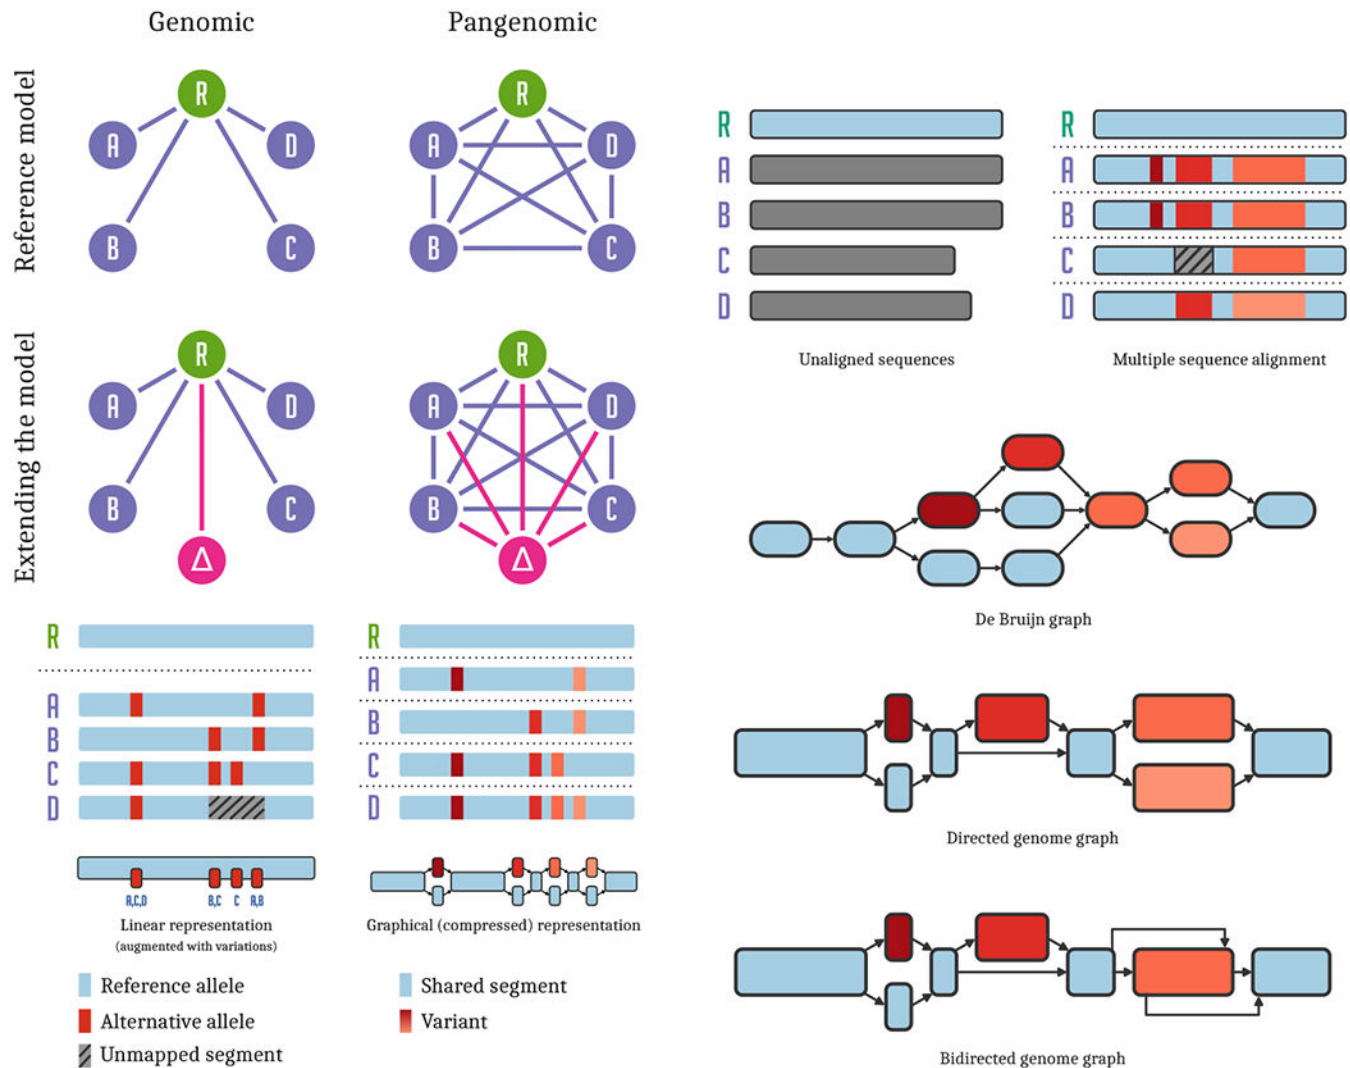 Genomic
Pangenomic
Reference model
R
A
D
B
C
R
A
D
B
C
Extending the model
R
A
D
B
C
Δ
R
A
D
B
C
Δ
R
A
B
C
D
A,C,D
B,C
C
A,B
Linear representation
(augmented with variations)
Reference allele
Alternative allele
Unmapped segment
R
A
B
C
D
Graphical (compressed) representation
Shared segment
Variant
R
A
B
C
D
Unaligned sequences
R
A
B
C
D
Multiple sequence alignment
De Bruijn graph
Directed genome graph
Bidirected genome graph